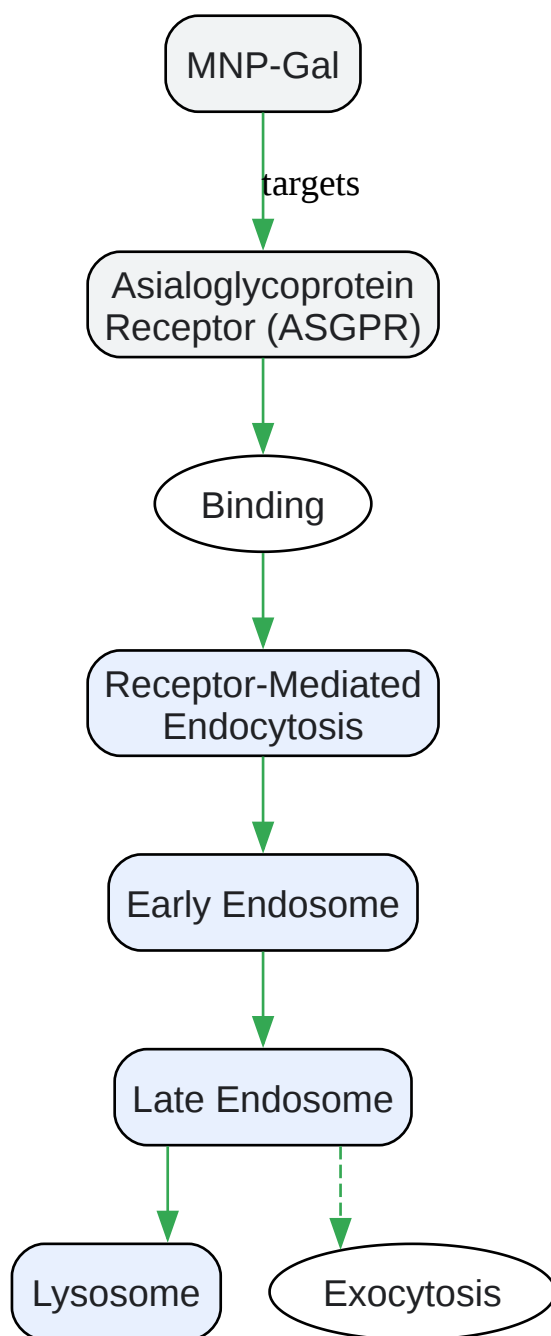 MNP-Gal
targets
Asialoglycoprotein
Receptor (ASGPR)
Binding
Receptor-Mediated
Endocytosis
Early Endosome
Late Endosome
Lysosome
Exocytosis